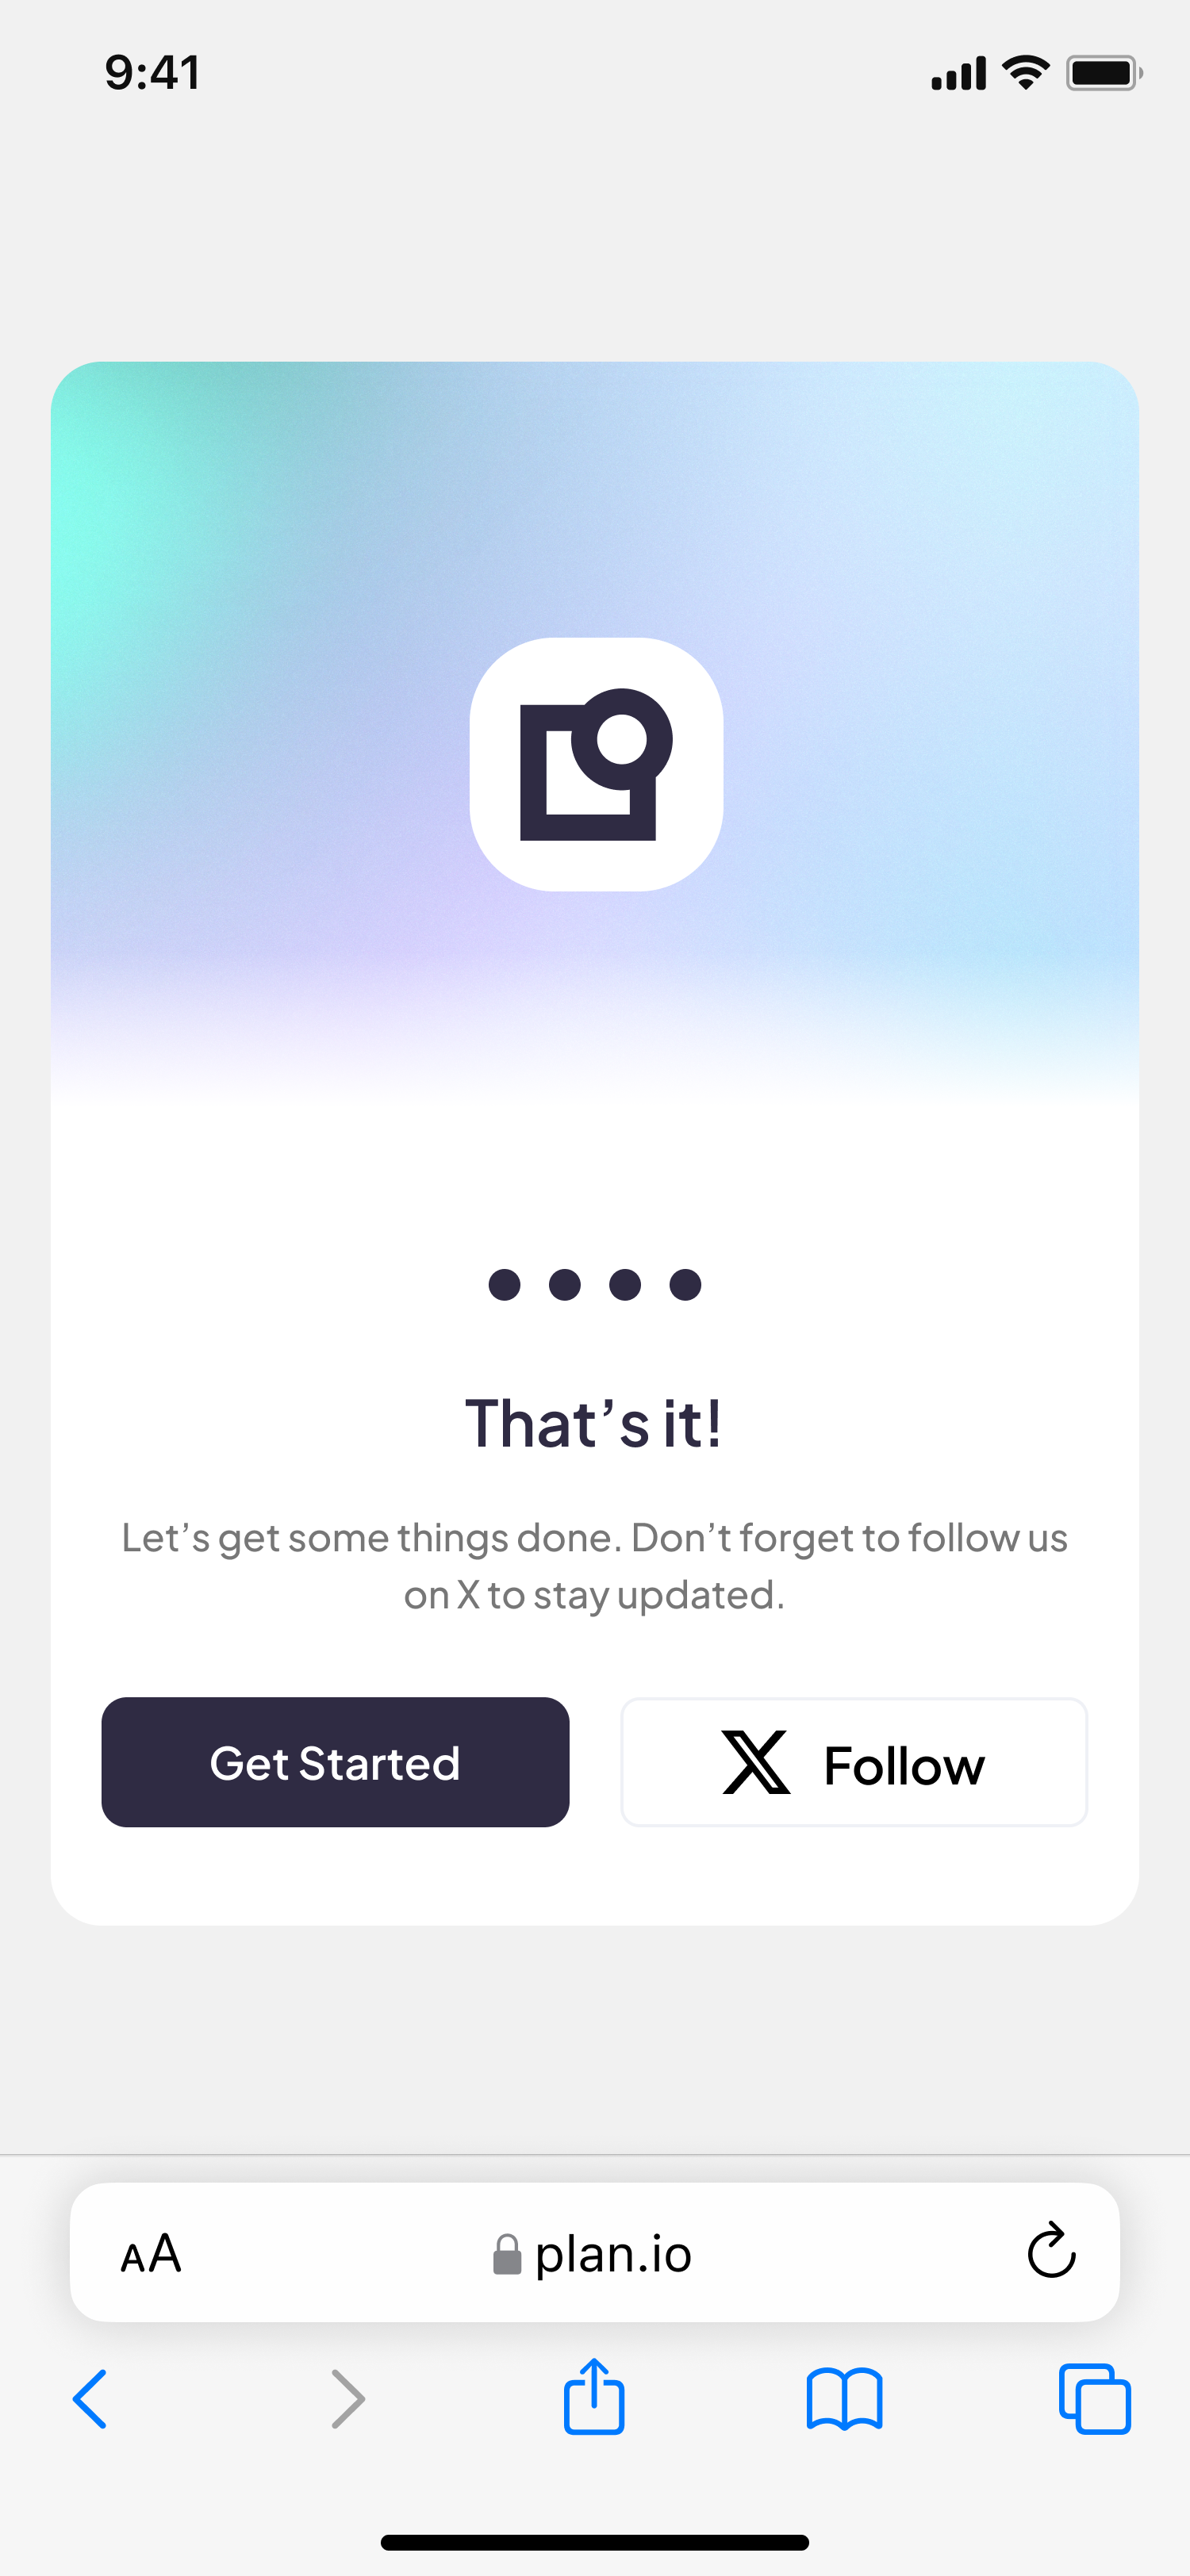 9:41
That’s it!
Let’s get some things done. Don’t forget to follow us
on X to stay updated.
Get Started
Follow
AA
plan.io